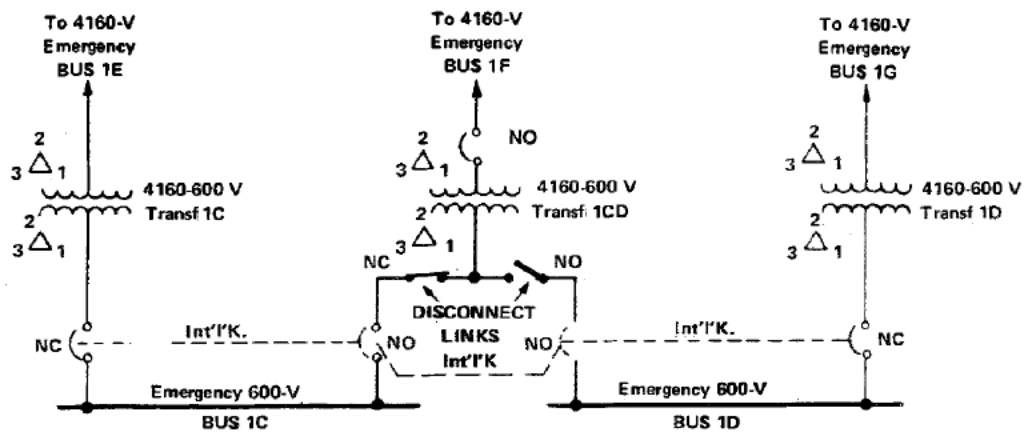 To 4160-V
Emergency
BUS 1E
To 4160-V
Emergency
BUS 1F
To 4160-V
Emergency
BUS 1G
NO
2
3 1
2
3 1
2
3 1
4160-600 V
Transf 1C
4160-600 V
Transf 1CD
4160-600 V
Transf 1D
2
3 1
2
3 1
2
3 1
NC
NO
DISCONNECT
LINKS
Int'l'K
NC
Int'l'K.
NO
NO
Int'l'K.
NC
Emergency 600-V
BUS 1C
Emergency 600-V
BUS 1D